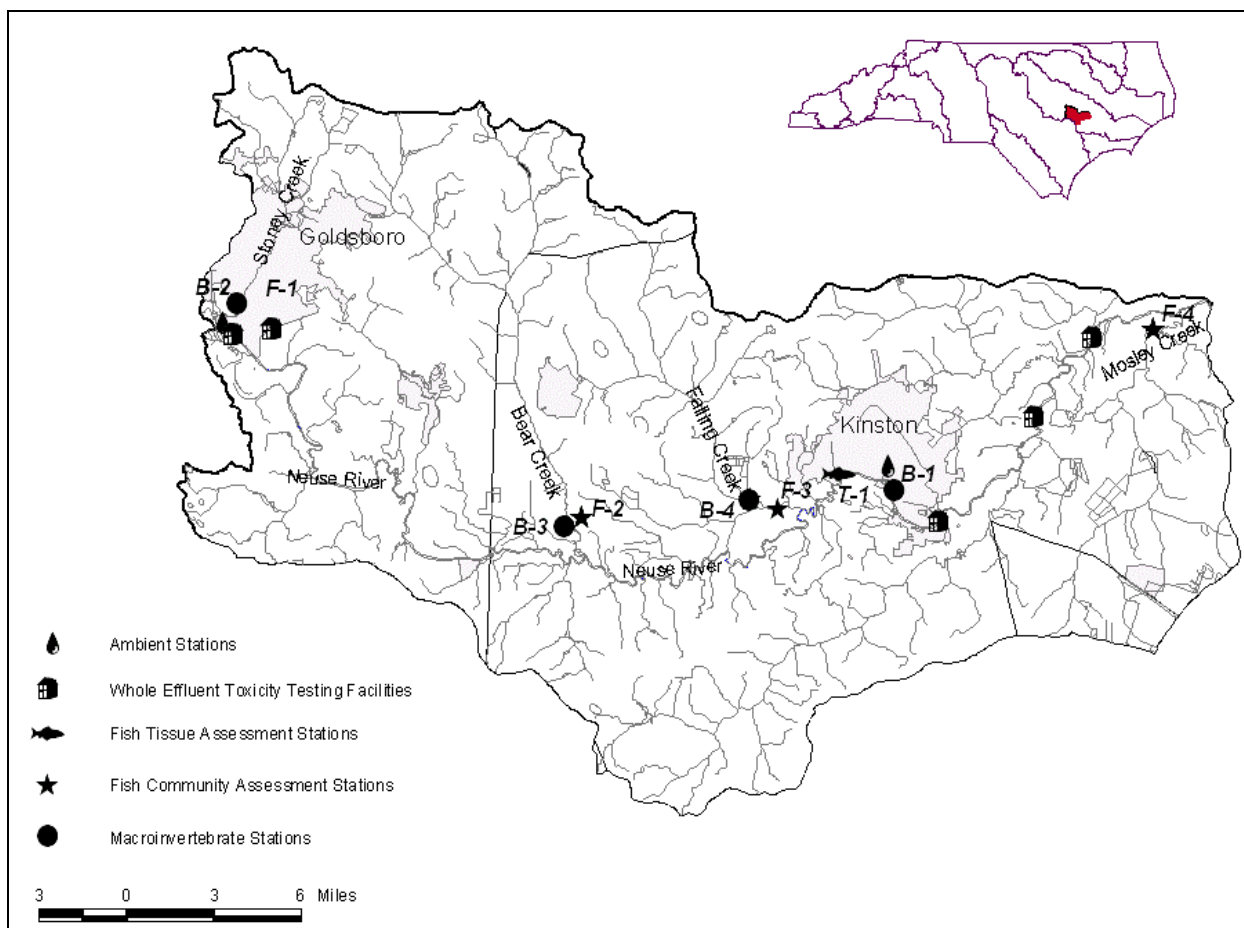 Stoney Creek
Goldsboro
B-2
F-1
F-4
Mosley Creek
Falling Creek
Kinston
Bear Creek
Neuse River
B-1
T-1
F-3
B-4
F-2
B-3
Neuse River
Ambient Stations
Whole Effluent Toxicity Testing Facilities
Fish Tissue Assessment Stations
Fish Community Assessment Stations
Macroinvertebrate Stations
3 0 3 6 Miles